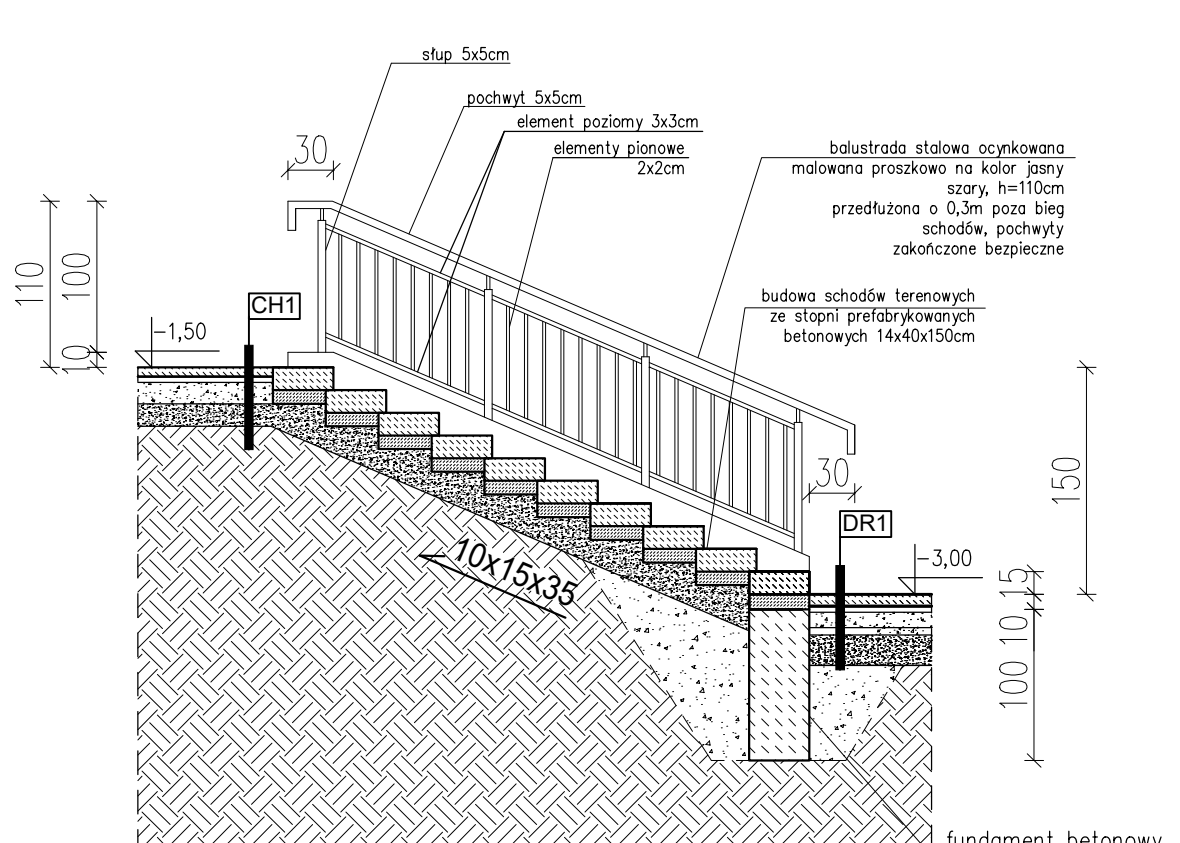 słup 5x5cm
pochwyt 5x5cm
element poziomy 3x3cm
elementy pionowe
2x2cm
balustrada stalowa ocynkowana
malowana proszkowo na kolor jasny
szary, h=110cm
przedłużona o 0,3m poza bieg
schodów, pochwyty
zakończone bezpieczne
30
110
100
10
CH1
-1,50
budowa schodów terenowych
ze stopni prefabrykowanych
betonowych 14x40x150cm
30
150
DR1
-3,00
10x15x35
15
10
100
fundament betonowy